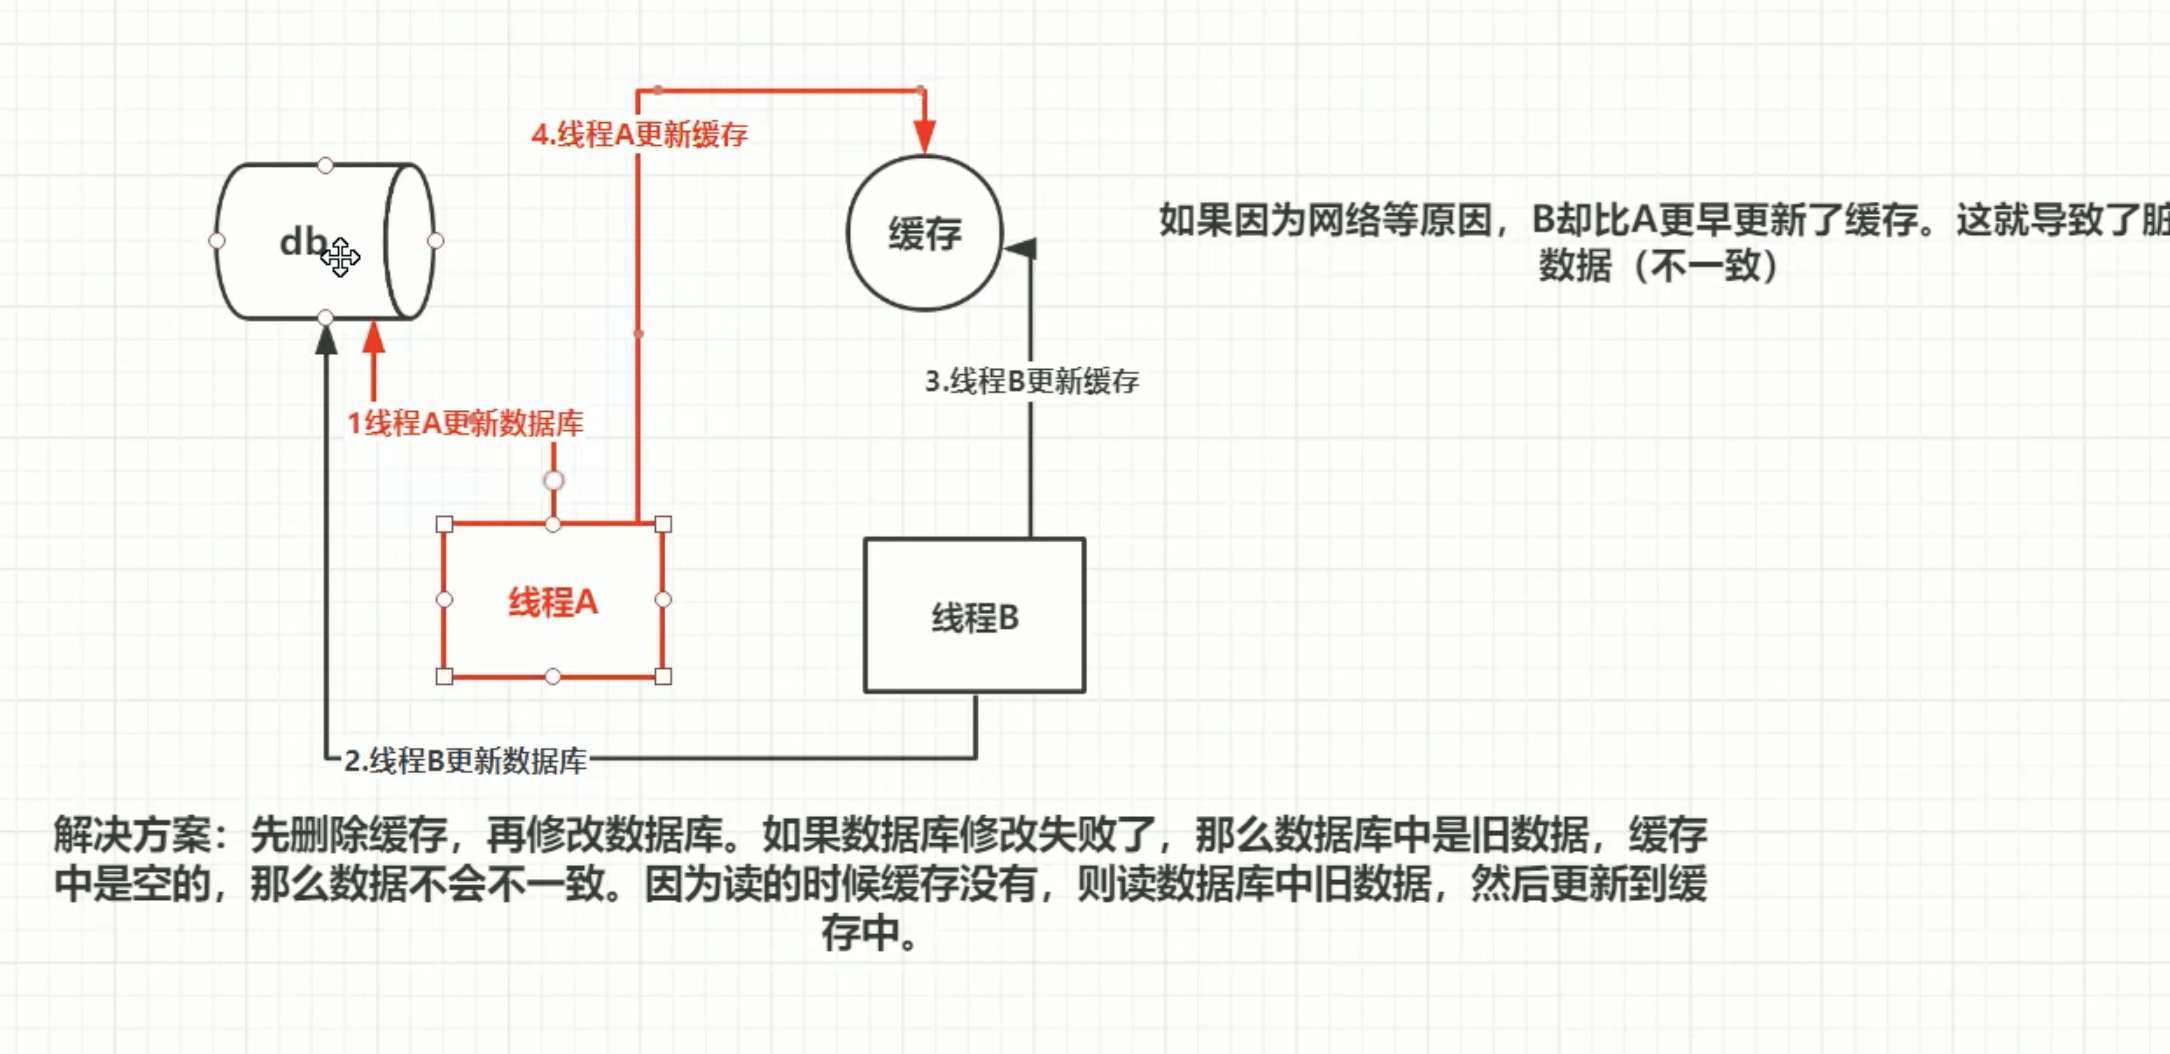 4.线程A更新缓存
db
缓存
如果因为网络等原因，B却比A更早更新了缓存。这就导致了脏
数据（不一致）
3.线程B更新缓存
1线程A更新数据库
线程A
线程B
2.线程B更新数据库
解决方案：先删除缓存，再修改数据库。如果数据库修改失败了，那么数据库中是旧数据，缓存
中是空的，那么数据不会不一致。因为读的时候缓存没有，则读数据库中旧数据，然后更新到缓
存中。